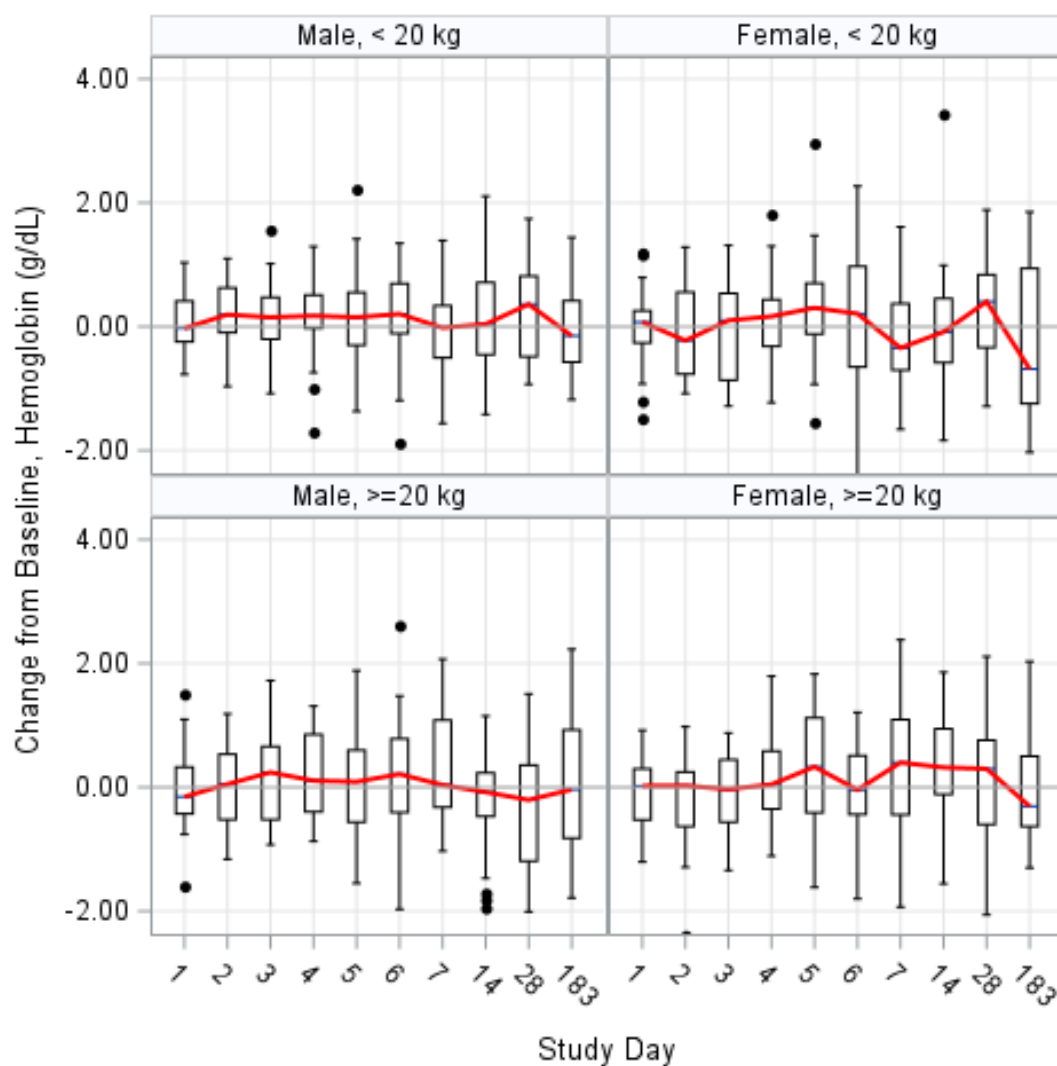 Male, < 20 kg
Female, < 20 kg
4.00
2.00
0.00
-2.00
Male, >=20 kg
Female, >=20 kg
4.00
2.00
0.00
-2.00
Change from Baseline, Hemoglobin (g/dL)
1 2 3 4 5 6 7 14 28 183
1 2 3 4 5 6 7 14 28 183
Study Day